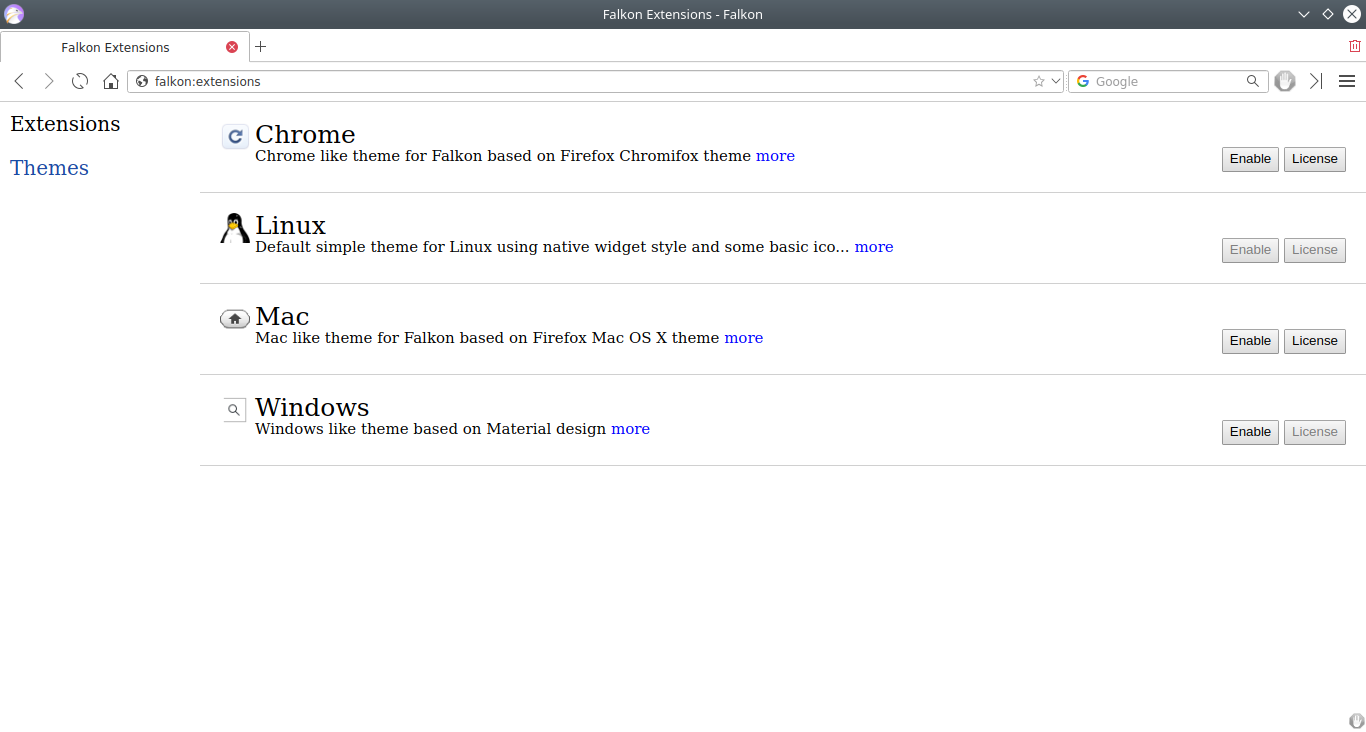 Falkon Extensions - Falkon
Falkon Extensions
falkon:extensions
Google
Extensions
Themes
Chrome
Chrome like theme for Falkon based on Firefox Chromifox theme more
Enable License
Linux
Default simple theme for Linux using native widget style and some basic ico... more
Enable License
Mac
Mac like theme for Falkon based on Firefox Mac OS X theme more
Enable License
Windows
Windows like theme based on Material design more
Enable License